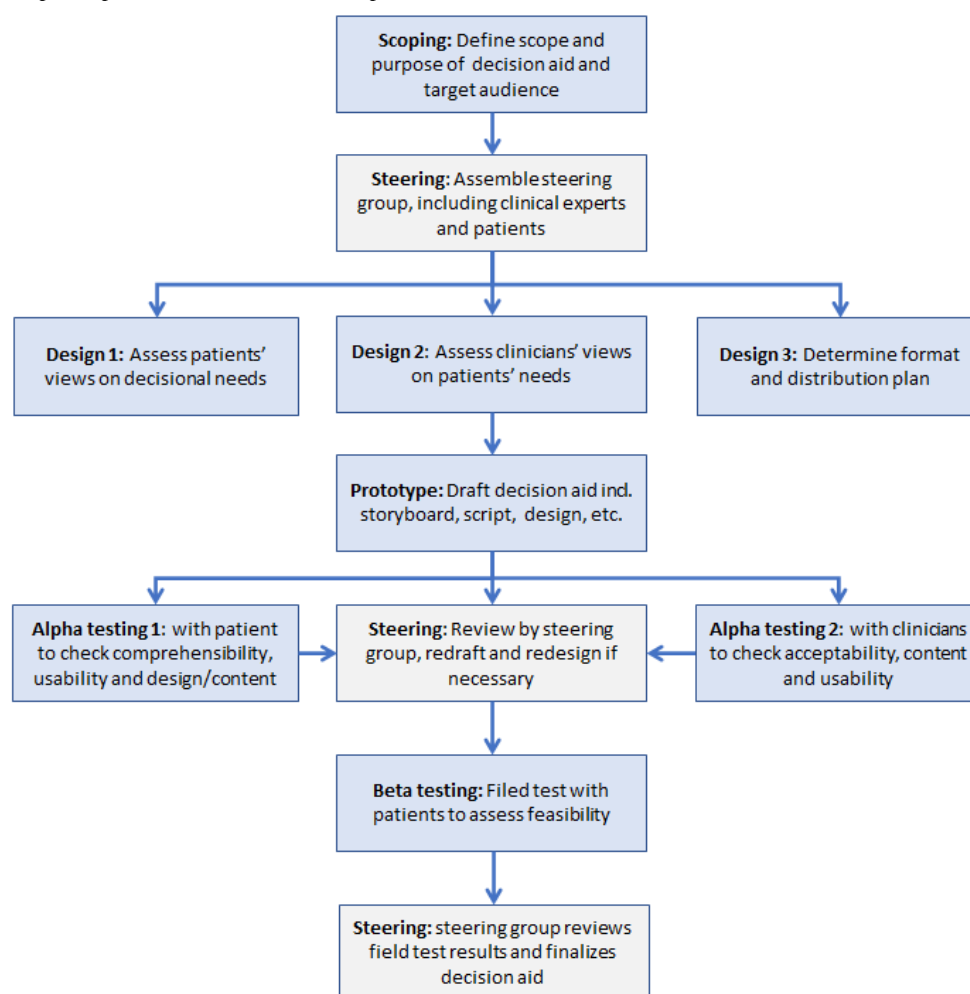 Scoping: Define scope and
purpose of decision aid and
target audience
Steering: Assemble steering
group, including clinical experts
and patients
Design 1: Assess patients’
views on decisional needs
Design 2: Assess clinicians’ views
on patients’ needs
Design 3: Determine format
and distribution plan
Prototype: Draft decision aid ind.
storyboard, script, design, etc.
Alpha testing 1: with patient
to check comprehensibility,
usability and design/content
Steering: Review by steering
group, redraft and redesign if
necessary
Alpha testing 2: with clinicians
to check acceptability, content
and usability
Beta testing: Filed test with
patients to assess feasibility
Steering: steering group reviews
field test results and finalizes
decision aid